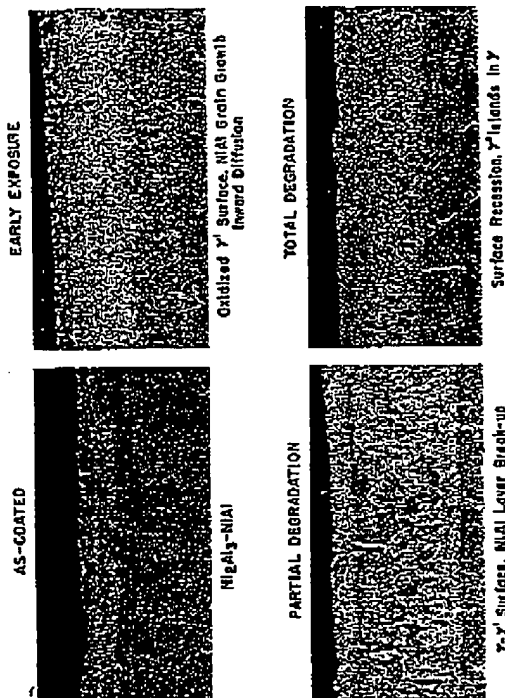 AS-COATED
Ni2Al3-NiAl
EARLY EXPOSURE
Oxidized γ' Surface, NiAl Grain Growth
Inward Diffusion
PARTIAL DEGRADATION
γ-γ' Surface, NiAl Layer Break-up
TOTAL DEGRADATION
Surface Recession, γ' Islands in γ